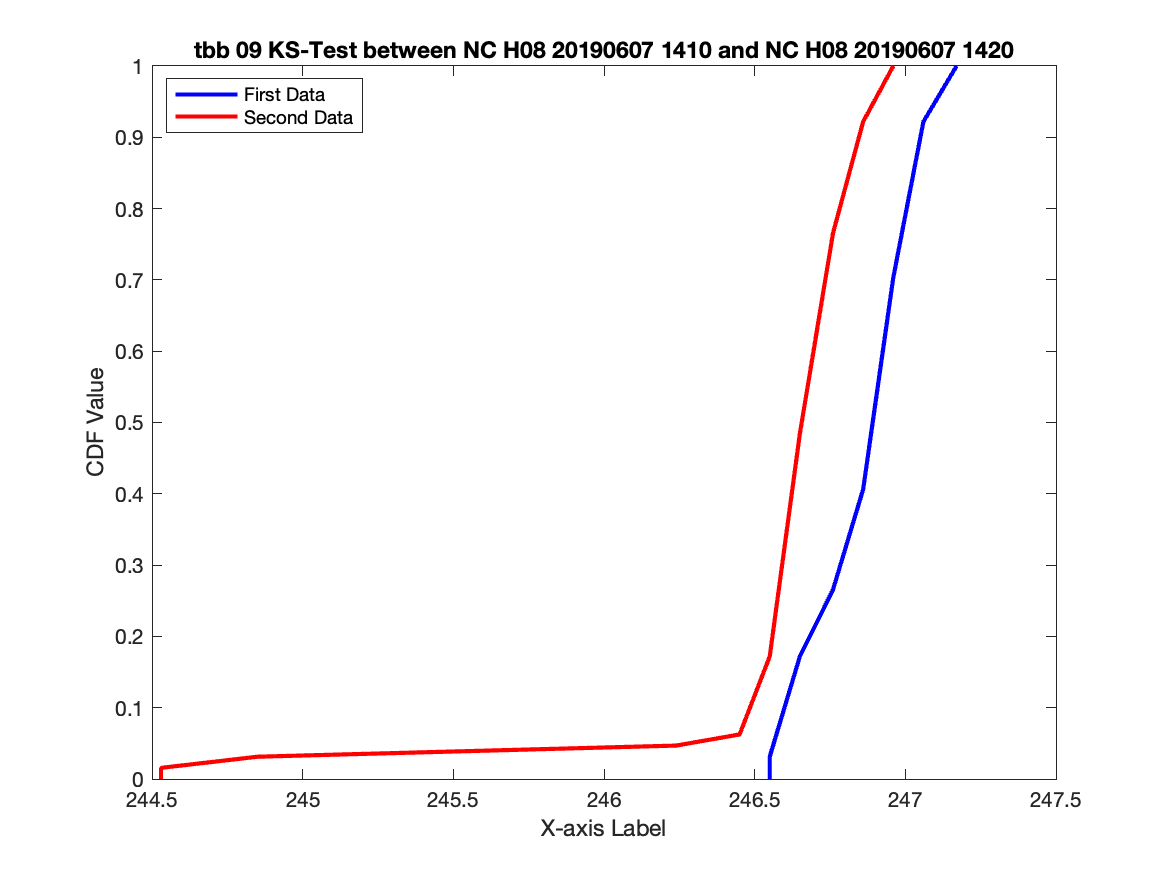 tbb 09 KS-Test between NC H08 20190607 1410 and NC H08 20190607 1420
First Data
Second Data
CDF Value
1
0.9
0.8
0.7
0.6
0.5
0.4
0.3
0.2
0.1
0
244.5 245 245.5 246 246.5 247 247.5
X-axis Label